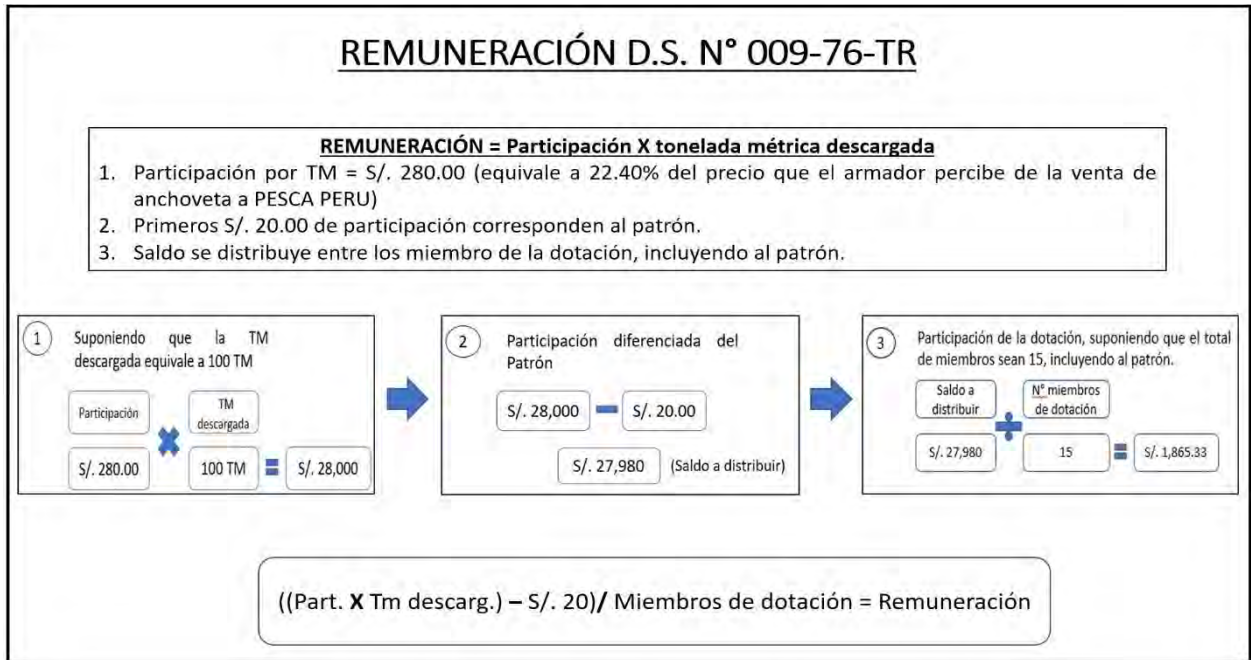 REMUNERACIÓN D.S. N° 009-76-TR
REMUNERACIÓN = Participación X tonelada métrica descargada
1. Participación por TM = S/. 280.00 (equivale a 22.40% del precio que el armador percibe de la venta de
anchoveta a PESCA PERU)
2. Primeros S/. 20.00 de participación corresponden al patrón.
3. Saldo se distribuye entre los miembro de la dotación, incluyendo al patrón.
1
Suponiendo que la TM
descargada equivale a 100 TM
Participación
TM
descargada
S/. 280.00
100 TM = S/. 28,000
2
Participación diferenciada del
Patrón
S/. 28,000 − S/. 20.00
S/. 27,980 (Saldo a distribuir)
3
Participación de la dotación, suponiendo que el total
de miembros sean 15, incluyendo al patrón.
Saldo a
distribuir
N° miembros
de dotación
S/. 27,980 ÷ 15 = S/. 1,865.33
((Part. X Tm descarg.) – S/. 20)/ Miembros de dotación = Remuneración